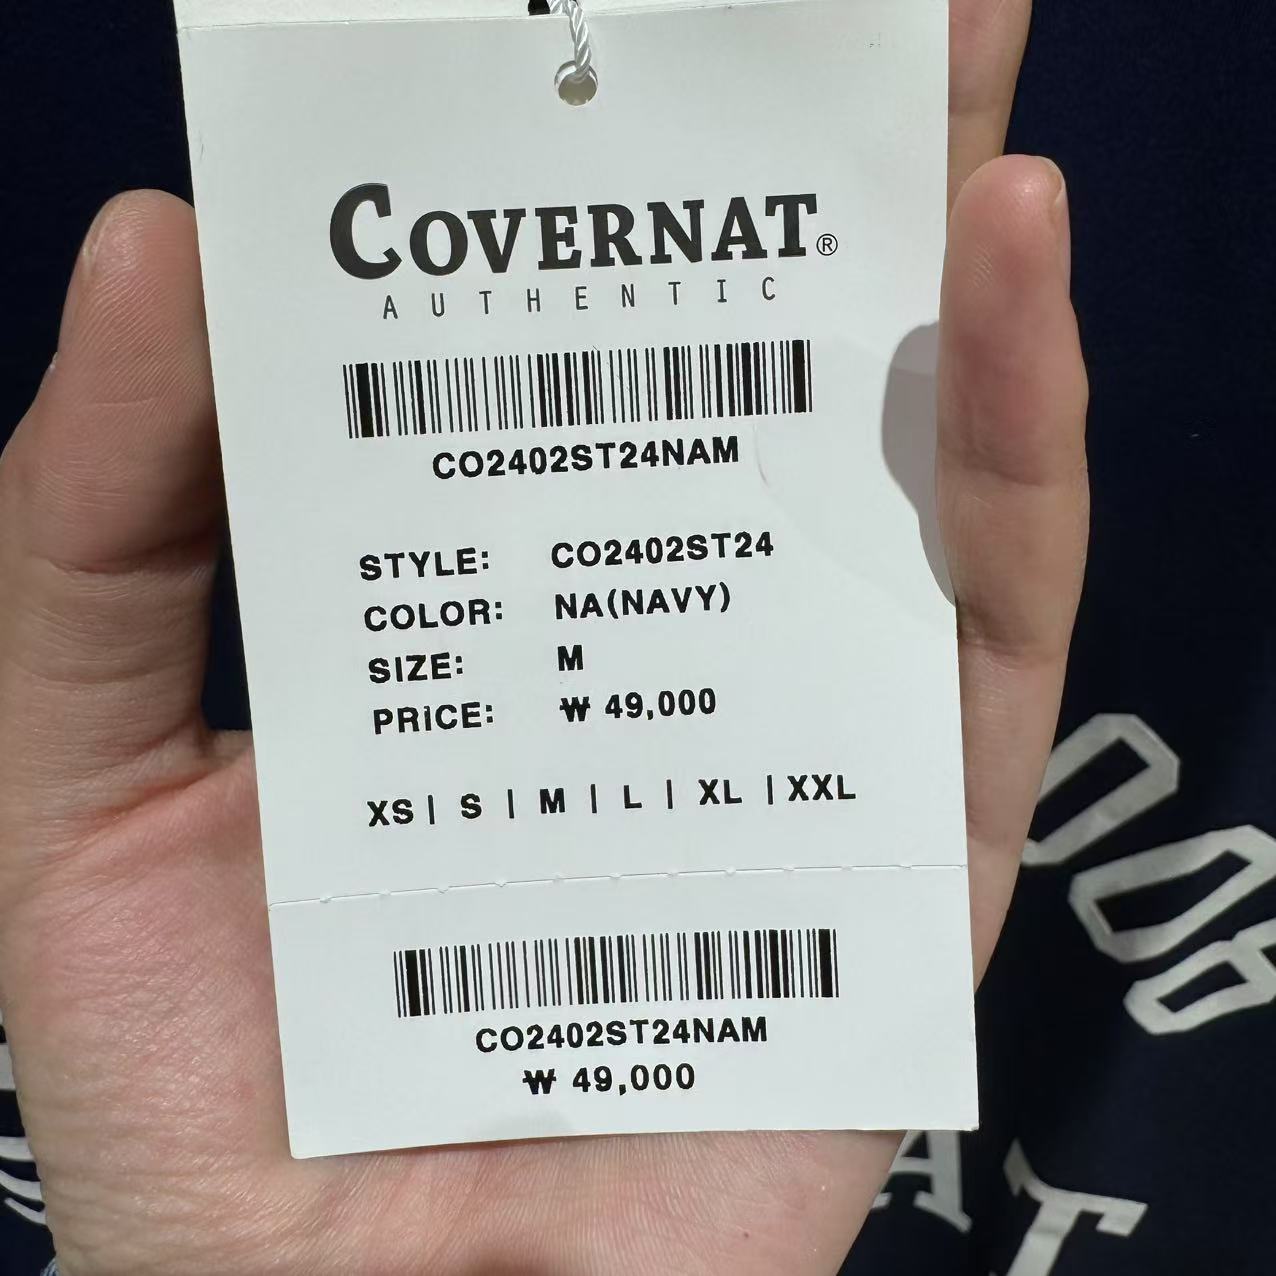 COVERNAT®
AUTHENTIC
CO2402ST24NAM
STYLE: CO2402ST24
COLOR: NA(NAVY)
SIZE: M
PRICE: ₩ 49,000
XS | S | M | L | XL | XXL
CO2402ST24NAM
₩ 49,000